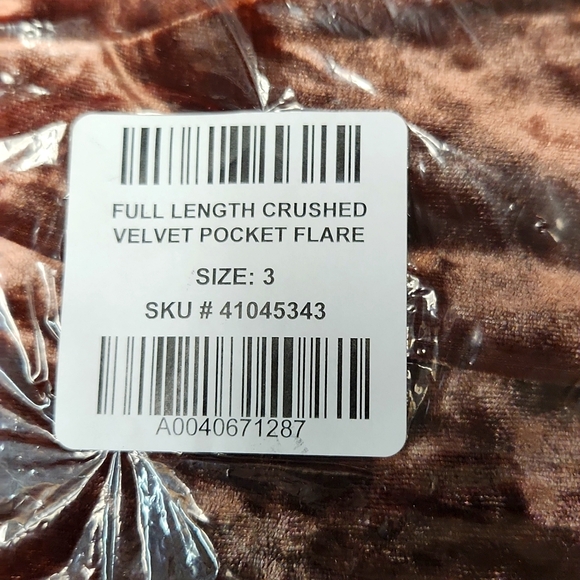 FULL LENGTH CRUSHED
VELVET POCKET FLARE
SIZE: 3
SKU # 41045343
A0040671287